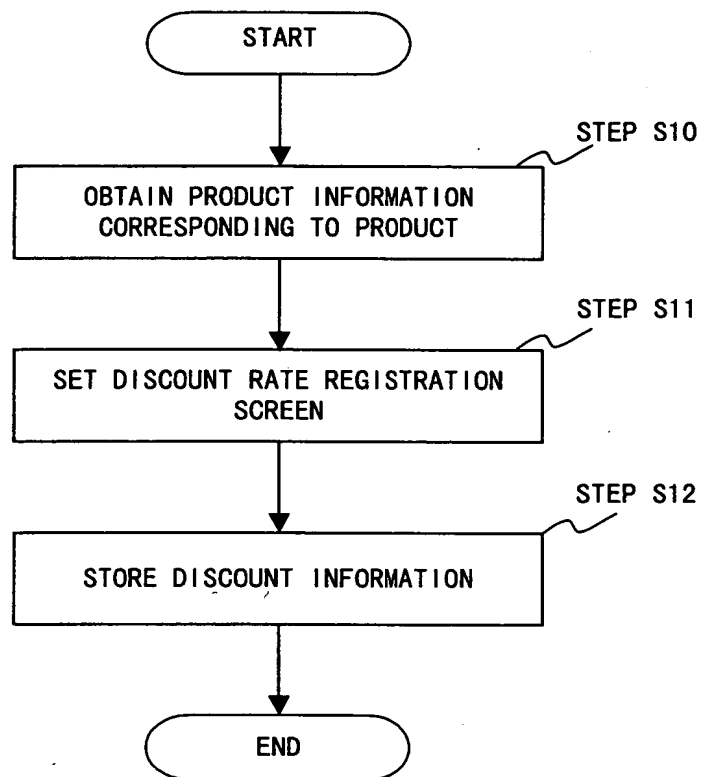 START
STEP S10
OBTAIN PRODUCT INFORMATION
CORRESPONDING TO PRODUCT
STEP S11
SET DISCOUNT RATE REGISTRATION
SCREEN
STEP S12
STORE DISCOUNT INFORMATION
END